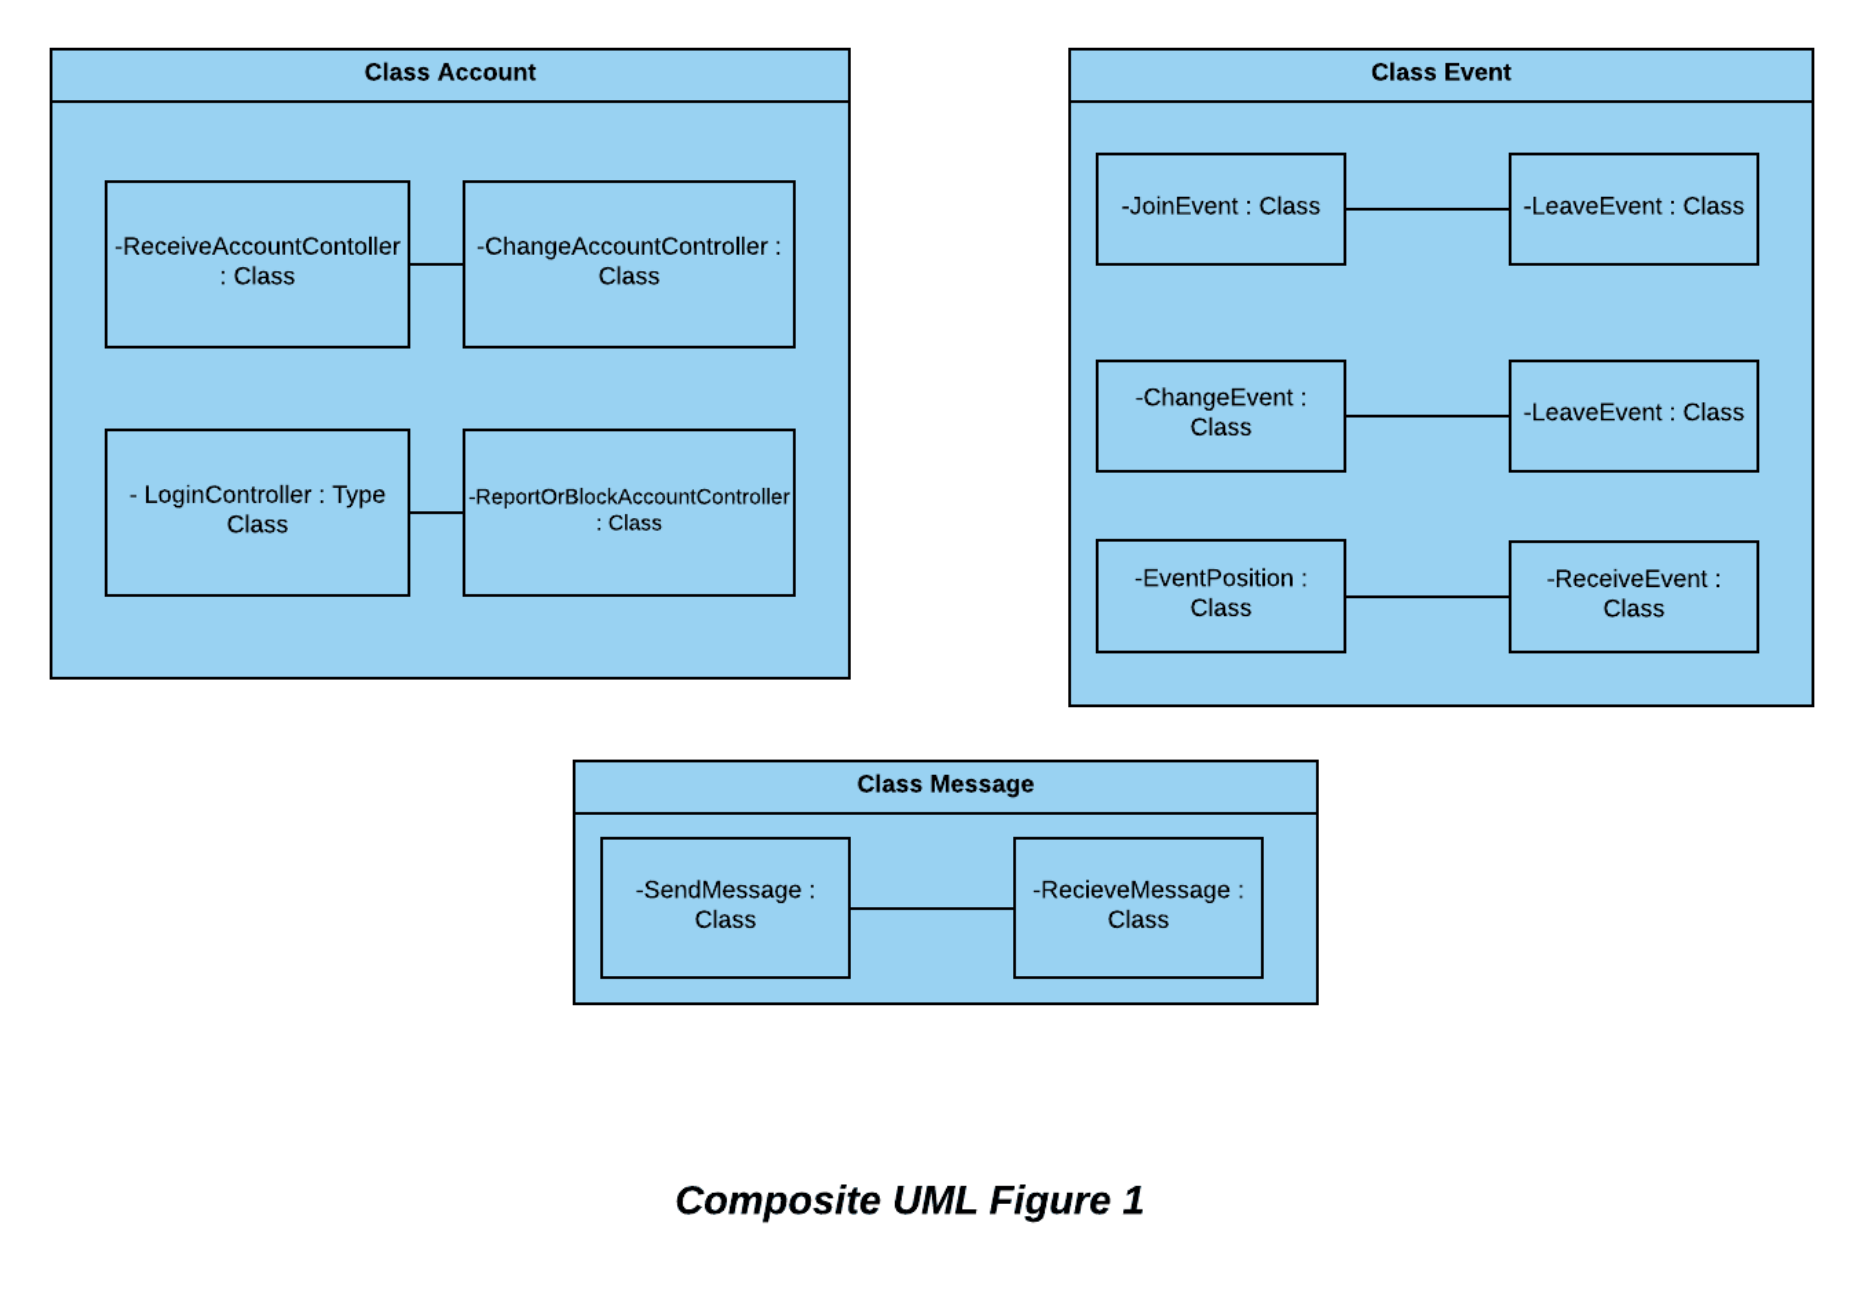 Class Account
-ReceiveAccountContoller
: Class
-ChangeAccountController :
Class
- LoginController : Type
Class
-ReportOrBlockAccountController
: Class
Class Event
-JoinEvent : Class
-LeaveEvent : Class
-ChangeEvent :
Class
-LeaveEvent : Class
-EventPosition :
Class
-ReceiveEvent :
Class
Class Message
-SendMessage :
Class
-RecieveMessage :
Class
Composite UML Figure 1